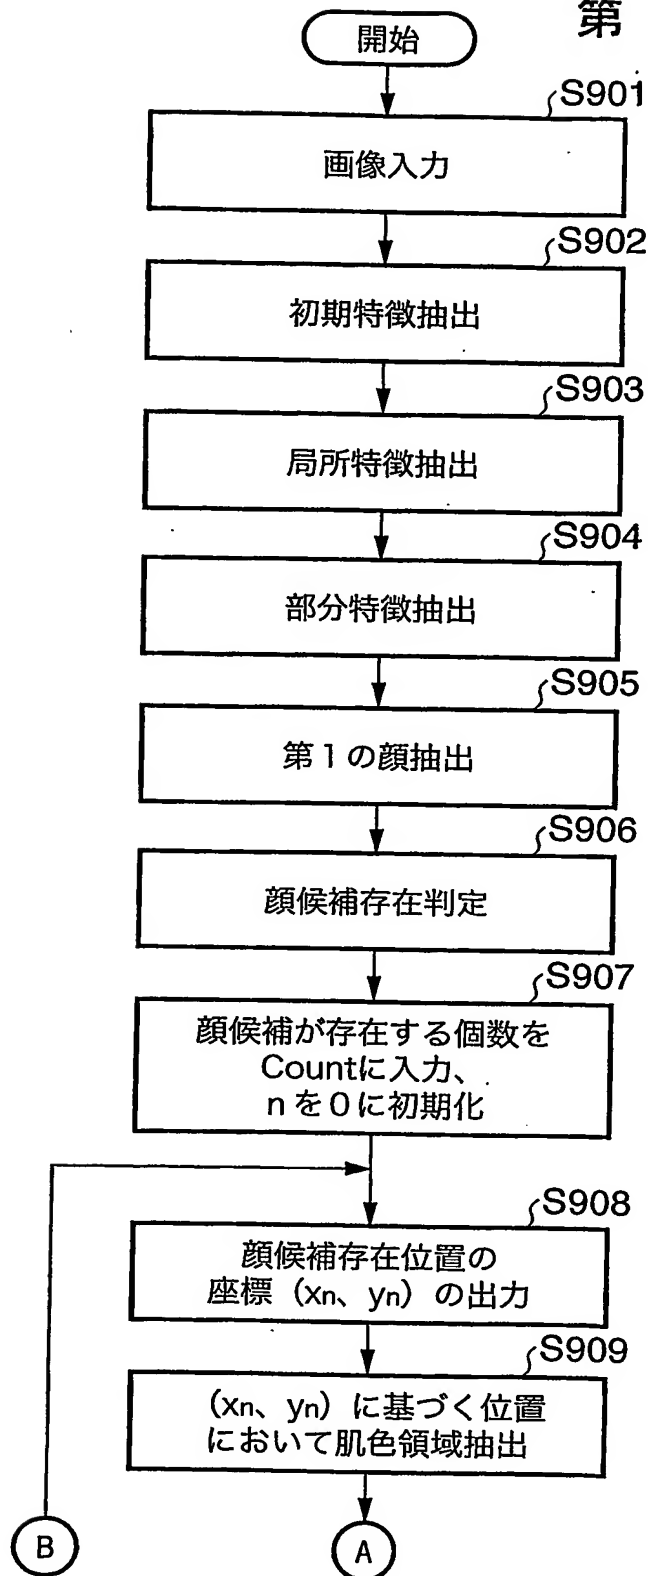 第
開始
S901
画像入力
S902
初期特徴抽出
S903
局所特徴抽出
S904
部分特徴抽出
S905
第1の顔抽出
S906
顔候補存在判定
S907
顔候補が存在する個数を
Countに入力、
nを0に初期化
S908
顔候補存在位置の
座標（xn、yn）の出力
S909
（xn、yn）に基づく位置
において肌色領域抽出
B
A